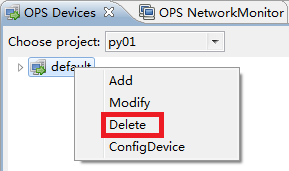 OPS Devices OPS NetworkMonitor
Choose project: py01
default
Add
Modify
Delete
ConfigDevice